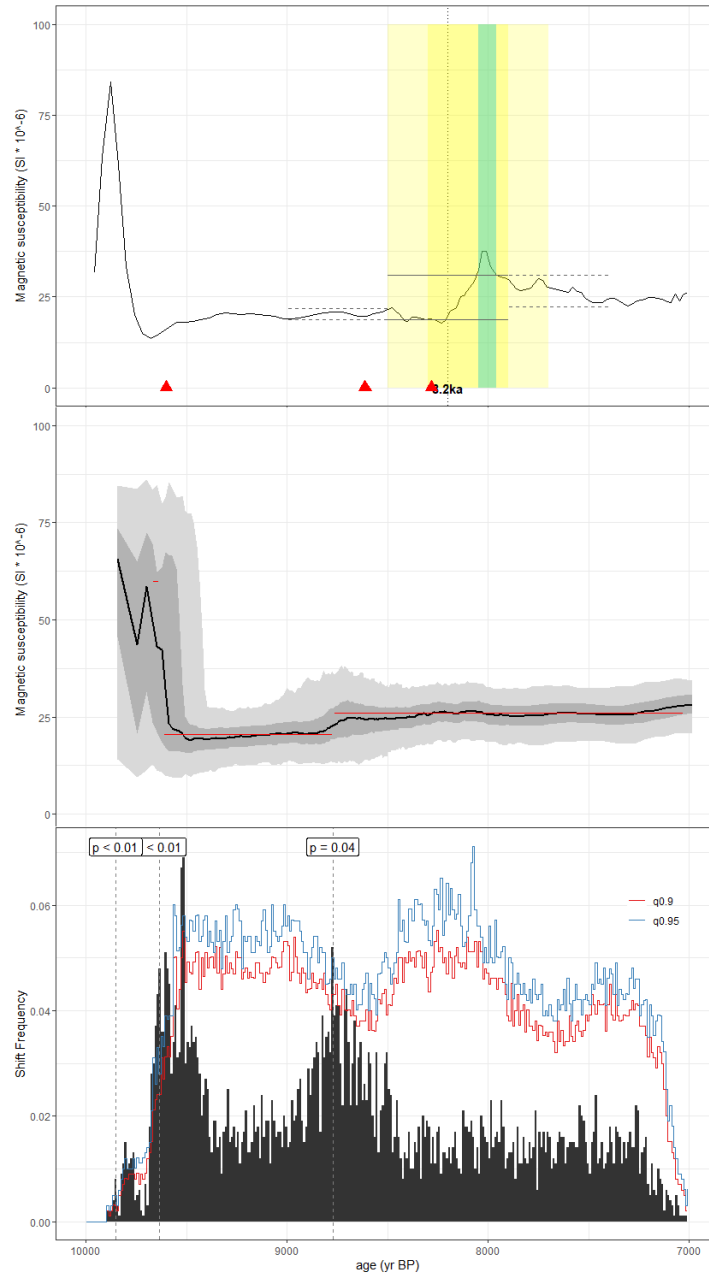 100
75
50
25
0
Magnetic susceptibility (SI * 10^-6)
8.2ka
100
75
50
25
0
Magnetic susceptibility (SI * 10^-6)
p < 0.01
< 0.01
p = 0.04
q0.9
q0.95
0.06
0.04
0.02
0.00
Shift Frequency
10000
9000
8000
7000
age (yr BP)